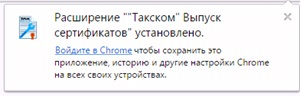 Расширение ""Такском" Выпуск
сертификатов" установлено.
Войдите в Chrome чтобы сохранить это
приложение, историю и другие настройки Chrome
на всех своих устройствах.